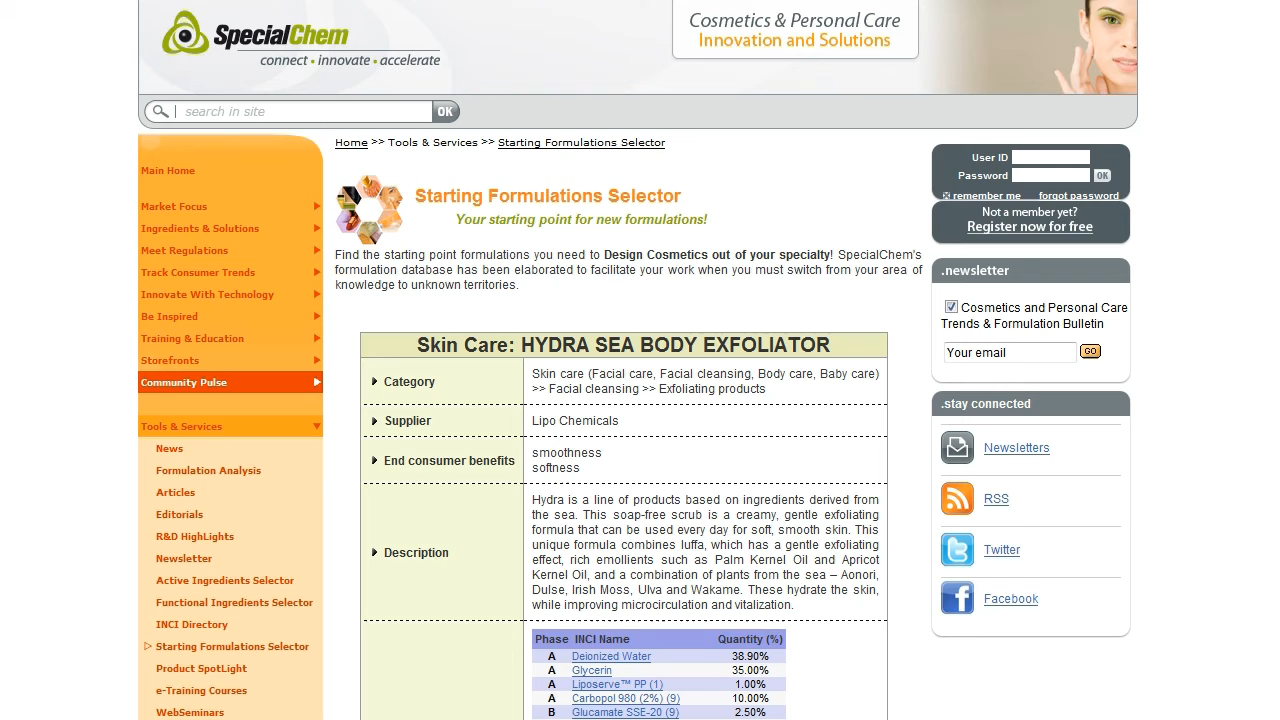 SpecialChem
connect • innovate • accelerate
Cosmetics & Personal Care
Innovation and Solutions
search in site
OK
Home >> Tools & Services >> Starting Formulations Selector
Main Home
Market Focus
Ingredients & Solutions
Meet Regulations
Track Consumer Trends
Innovate With Technology
Be Inspired
Training & Education
Storefronts
Community Pulse
Tools & Services
News
Formulation Analysis
Articles
Editorials
R&D HighLights
Newsletter
Active Ingredients Selector
Functional Ingredients Selector
INCI Directory
Starting Formulations Selector
Product SpotLight
e-Training Courses
WebSeminars
Starting Formulations Selector
Your starting point for new formulations!
Find the starting point formulations you need to Design Cosmetics out of your specialty! SpecialChem's
formulation database has been elaborated to facilitate your work when you must switch from your area of
knowledge to unknown territories.
Skin Care: HYDRA SEA BODY EXFOLIATOR
Category
Skin care (Facial care, Facial cleansing, Body care, Baby care)
>> Facial cleansing >> Exfoliating products
Supplier
Lipo Chemicals
End consumer benefits
smoothness
softness
Description
Hydra is a line of products based on ingredients derived from
the sea. This soap-free scrub is a creamy, gentle exfoliating
formula that can be used every day for soft, smooth skin. This
unique formula combines luffa, which has a gentle exfoliating
effect, rich emollients such as Palm Kernel Oil and Apricot
Kernel Oil, and a combination of plants from the sea – Aonori,
Dulse, Irish Moss, Ulva and Wakame. These hydrate the skin,
while improving microcirculation and vitalization.
Phase INCI Name Quantity (%)
A Deionized Water 38.90%
A Glycerin 35.00%
A Liposerve™ PP (1) 1.00%
A Carbopol 980 (2%) (9) 10.00%
B Glucamate SSE-20 (9) 2.50%
User ID
Password
OK
remember me forgot password
Not a member yet?
Register now for free
.newsletter
Cosmetics and Personal Care
Trends & Formulation Bulletin
Your email
GO
.stay connected
Newsletters
RSS
Twitter
Facebook